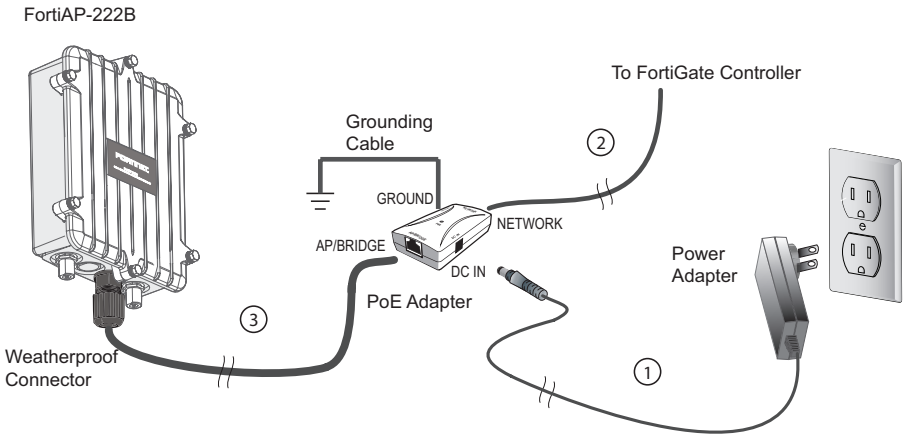 FortiAP-222B
To FortiGate Controller
Grounding
Cable
2
GROUND
NETWORK
AP/BRIDGE
DC IN
Power
Adapter
PoE Adapter
3
Weatherproof
Connector
1